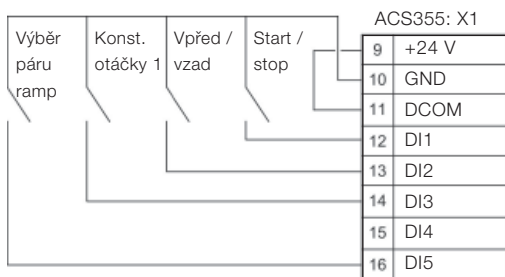 ACS355: X1
Výběr
páru
ramp
Konst.
otáčky 1
Vpřed /
vzad
Start /
stop
9 +24 V
10 GND
11 DCOM
12 DI1
13 DI2
14 DI3
15 DI4
16 DI5